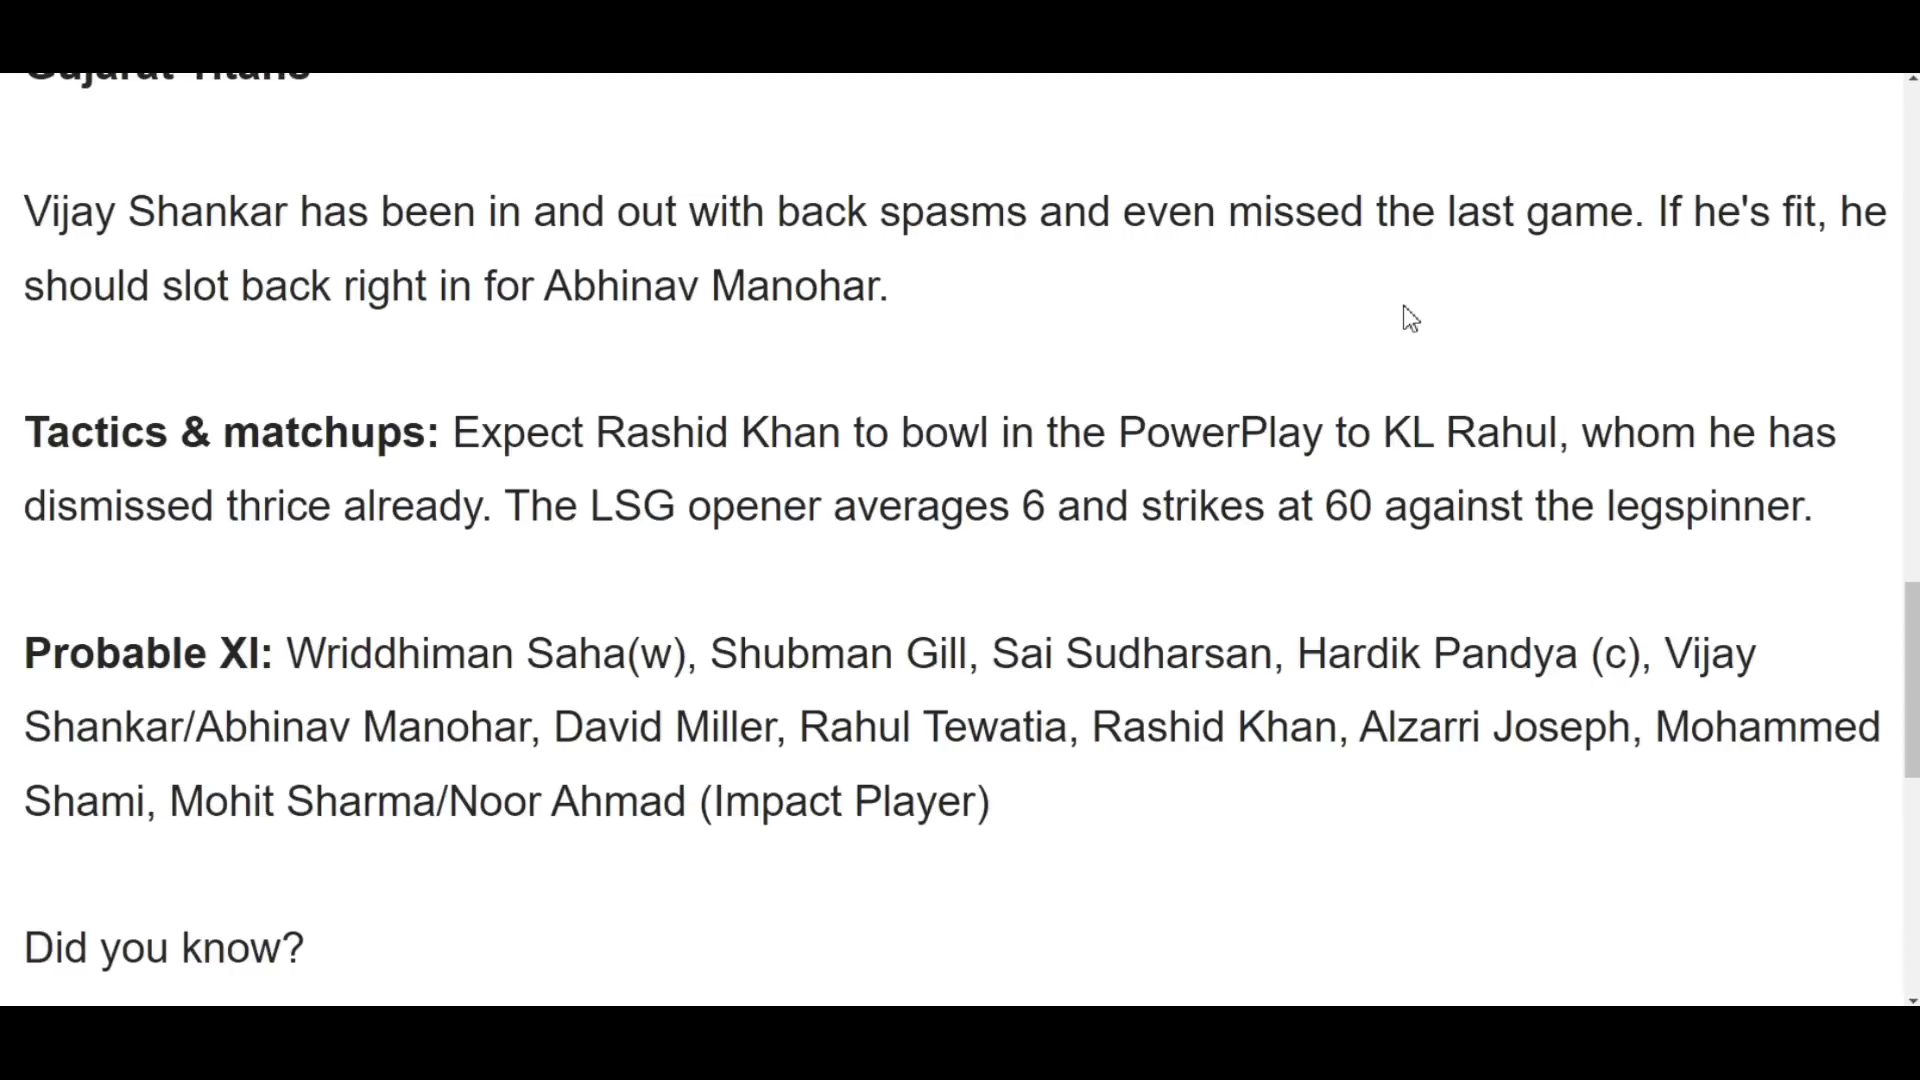 Gujarat Titans
Vijay Shankar has been in and out with back spasms and even missed the last game. If he's fit, he
should slot back right in for Abhinav Manohar.
Tactics & matchups: Expect Rashid Khan to bowl in the PowerPlay to KL Rahul, whom he has
dismissed thrice already. The LSG opener averages 6 and strikes at 60 against the legspinner.
Probable XI: Wriddhiman Saha(w), Shubman Gill, Sai Sudharsan, Hardik Pandya (c), Vijay
Shankar/Abhinav Manohar, David Miller, Rahul Tewatia, Rashid Khan, Alzarri Joseph, Mohammed
Shami, Mohit Sharma/Noor Ahmad (Impact Player)
Did you know?